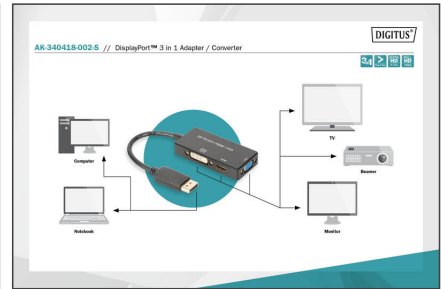 DIGITUS®
AK-340418-002-S // DisplayPort™ 3 in 1 Adapter / Converter
Computer
Notebook
TV
Beamer
Monitor